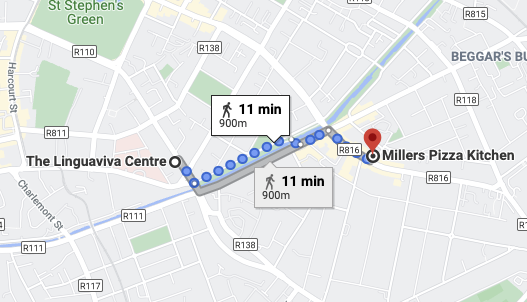 St Stephen's
Green
R815
R138
R110
BEGGAR'S BU
Harcourt St
R118
11 min
900m
R811
R816
Millers Pizza Kitchen
The Linguaviva Centre
R816
11 min
900m
Charlemont St
R111
R111
R138
R117